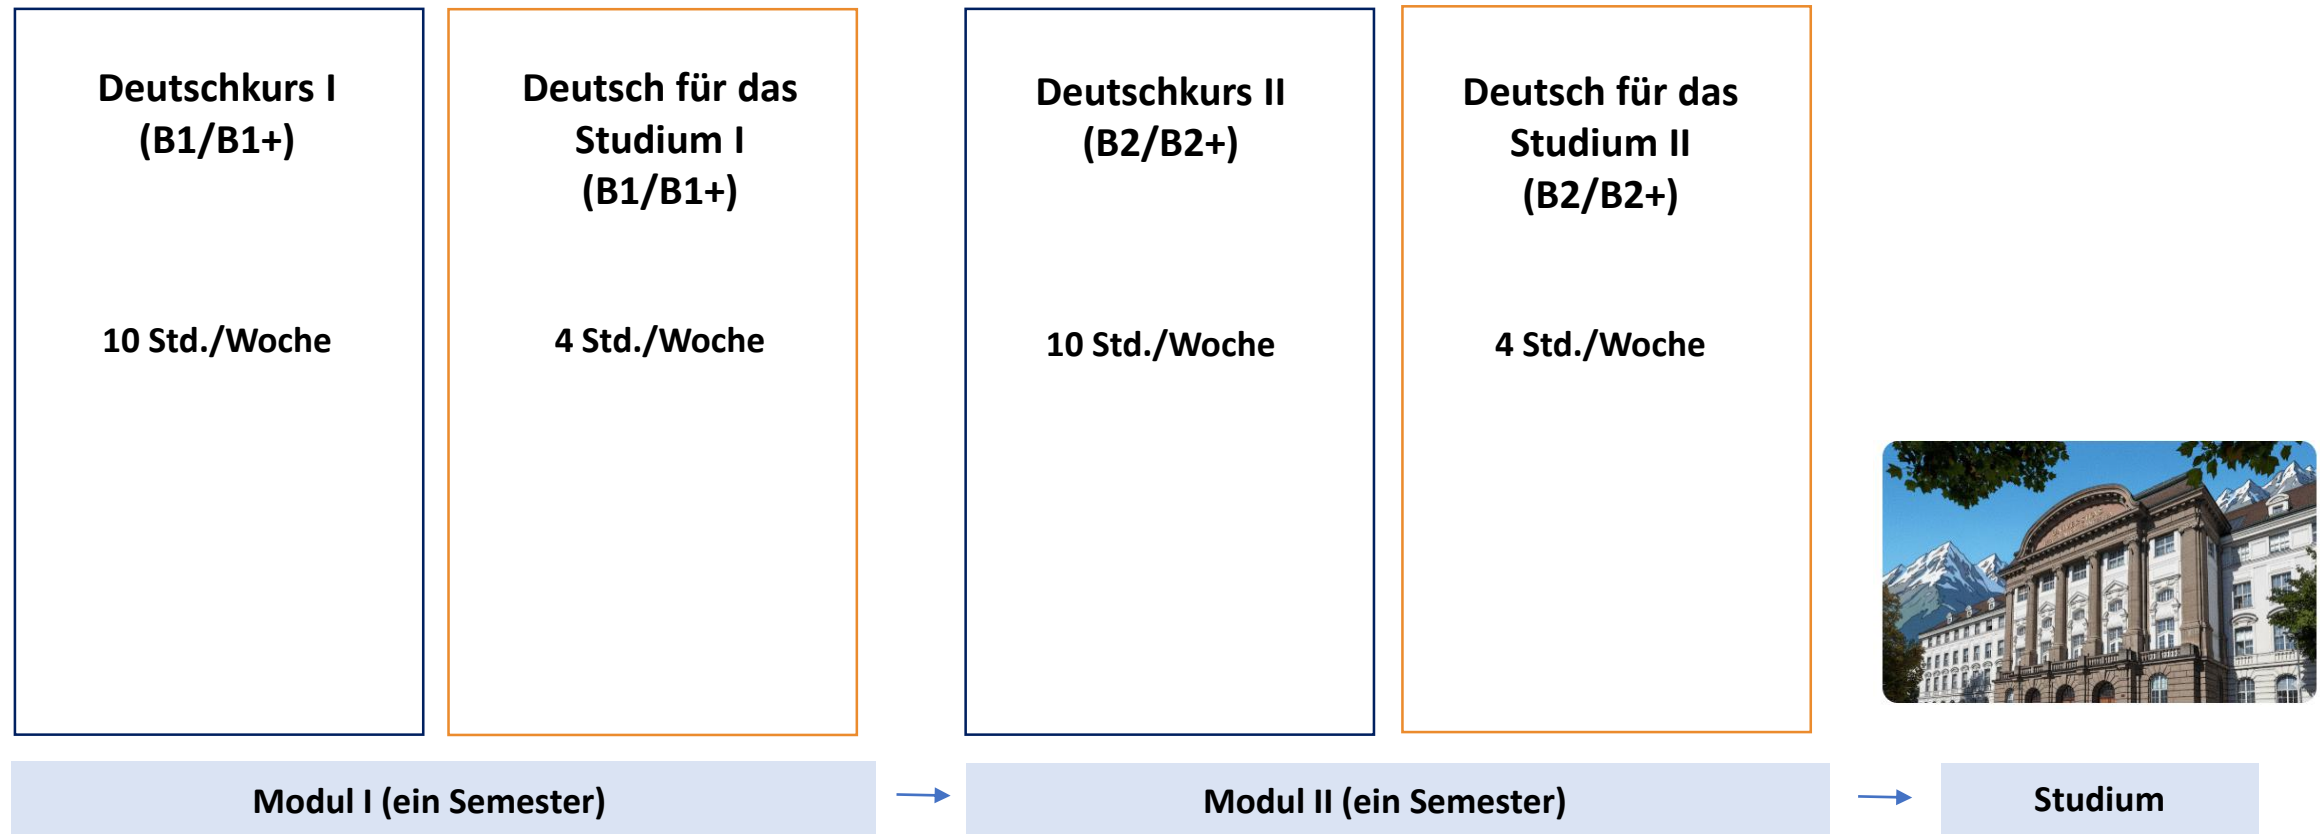 Deutschkurs I
(B1/B1+)
10 Std./Woche
Deutsch für das
Studium I
(B1/B1+)
4 Std./Woche
Deutschkurs II
(B2/B2+)
10 Std./Woche
Deutsch für das
Studium II
(B2/B2+)
4 Std./Woche
Modul I (ein Semester)
Modul II (ein Semester)
Studium